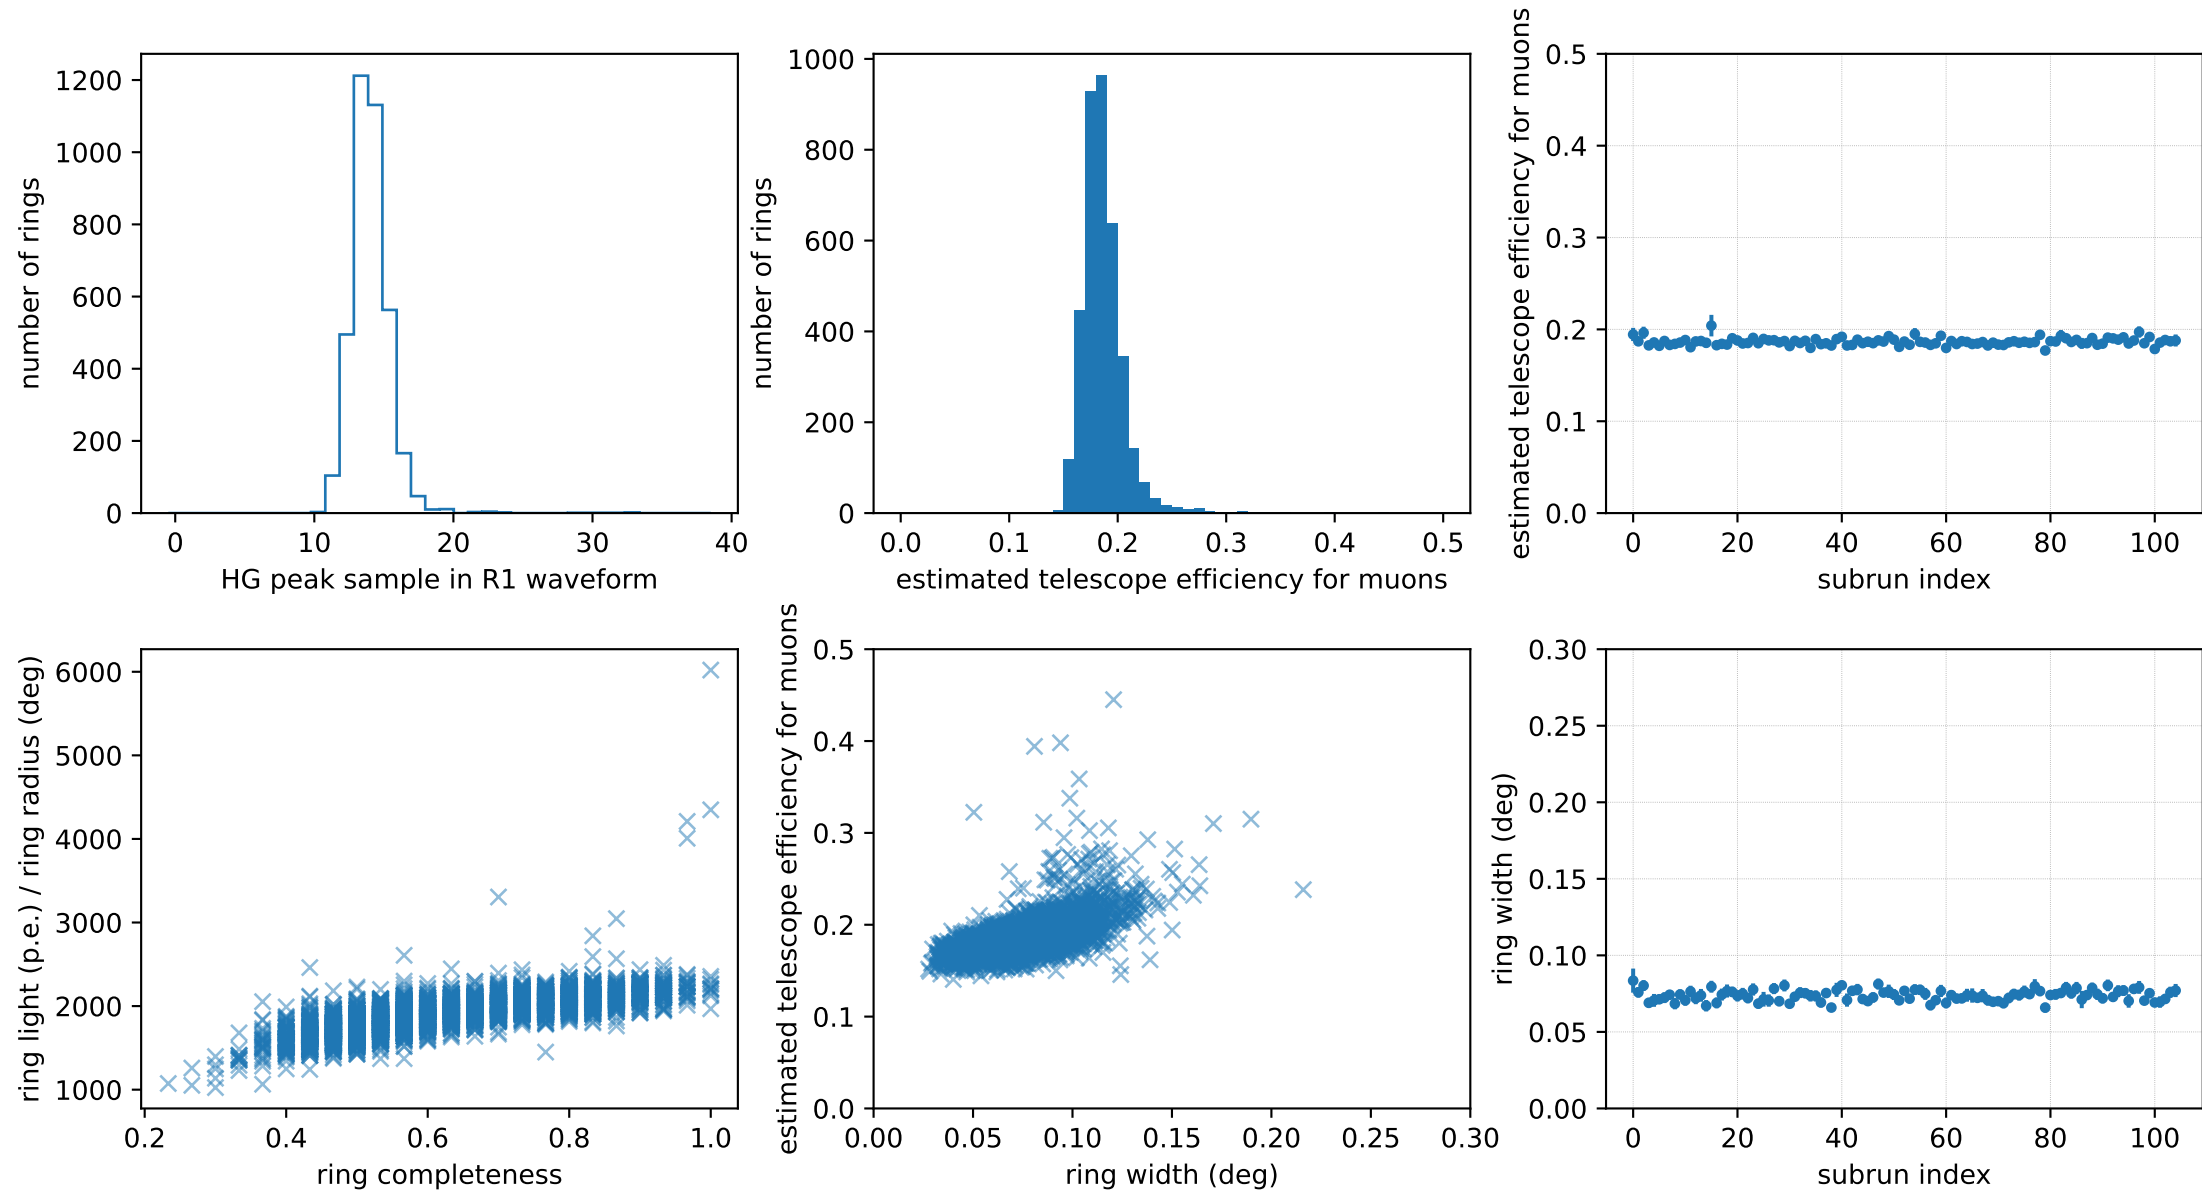 number of rings
1200
1000
800
600
400
200
0
0 10 20 30 40
HG peak sample in R1 waveform
number of rings
1000
800
600
400
200
0
0.0 0.1 0.2 0.3 0.4 0.5
estimated telescope efficiency for muons
estimated telescope efficiency for muons
0.5
0.4
0.3
0.2
0.1
0.0
0 20 40 60 80 100
subrun index
ring light (p.e.) / ring radius (deg)
6000
5000
4000
3000
2000
1000
0.2 0.4 0.6 0.8 1.0
ring completeness
estimated telescope efficiency for muons
0.5
0.4
0.3
0.2
0.1
0.0
0.00 0.05 0.10 0.15 0.20 0.25 0.30
ring width (deg)
ring width (deg)
0.30
0.25
0.20
0.15
0.10
0.05
0.00
0 20 40 60 80 100
subrun index